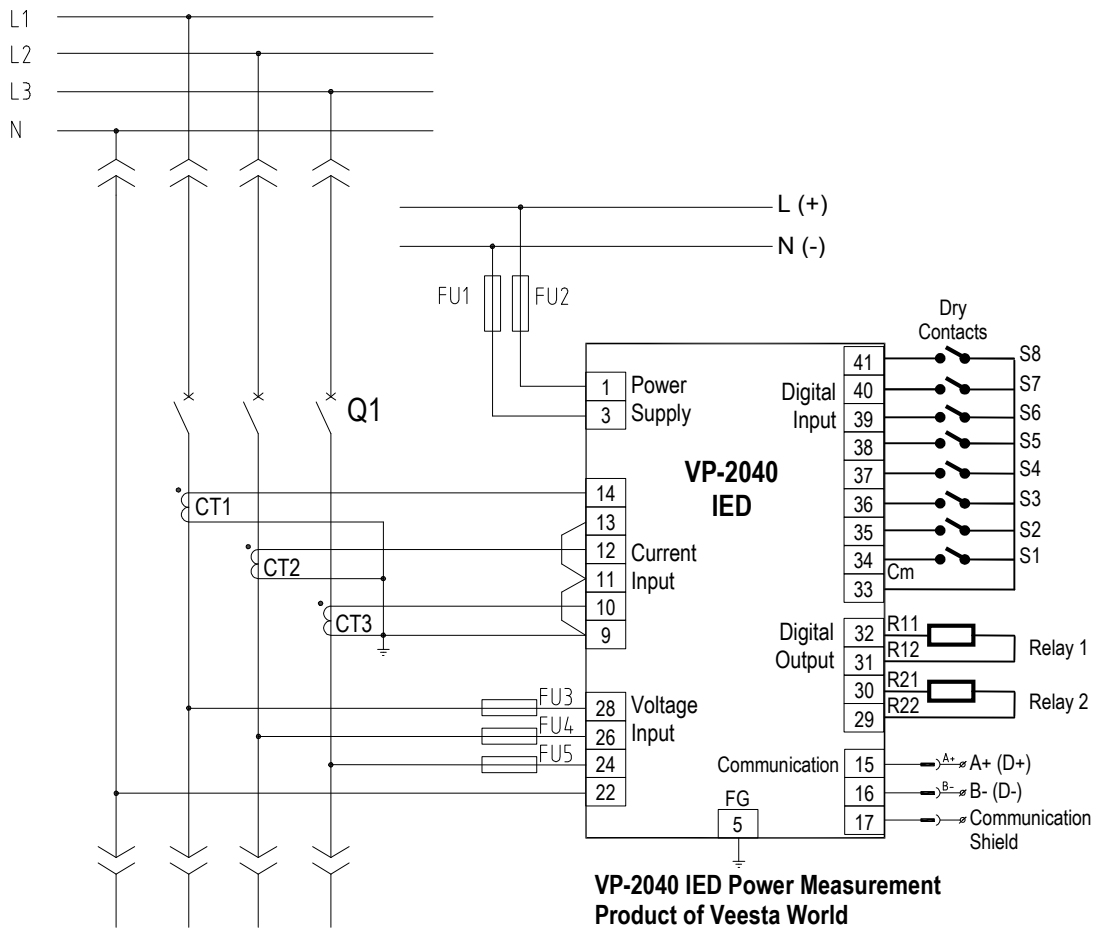 L1
L2
L3
N
L (+)
N (-)
FU1
FU2
Dry
Contacts
Q1
1
3
Power
Supply
VP-2040
IED
Digital
Input
41
40
39
38
37
36
35
34
33
Cm
S8
S7
S6
S5
S4
S3
S2
S1
CT1
CT2
CT3
14
13
12
11
10
9
Current
Input
Digital
Output
32
31
30
29
R11
R12
R21
R22
Relay 1
Relay 2
FU3
FU4
FU5
28
26
24
22
Voltage
Input
Communication
15
16
17
A+
B-
A+ (D+)
B- (D-)
Communication
Shield
FG
5
VP-2040 IED Power Measurement
Product of Veesta World